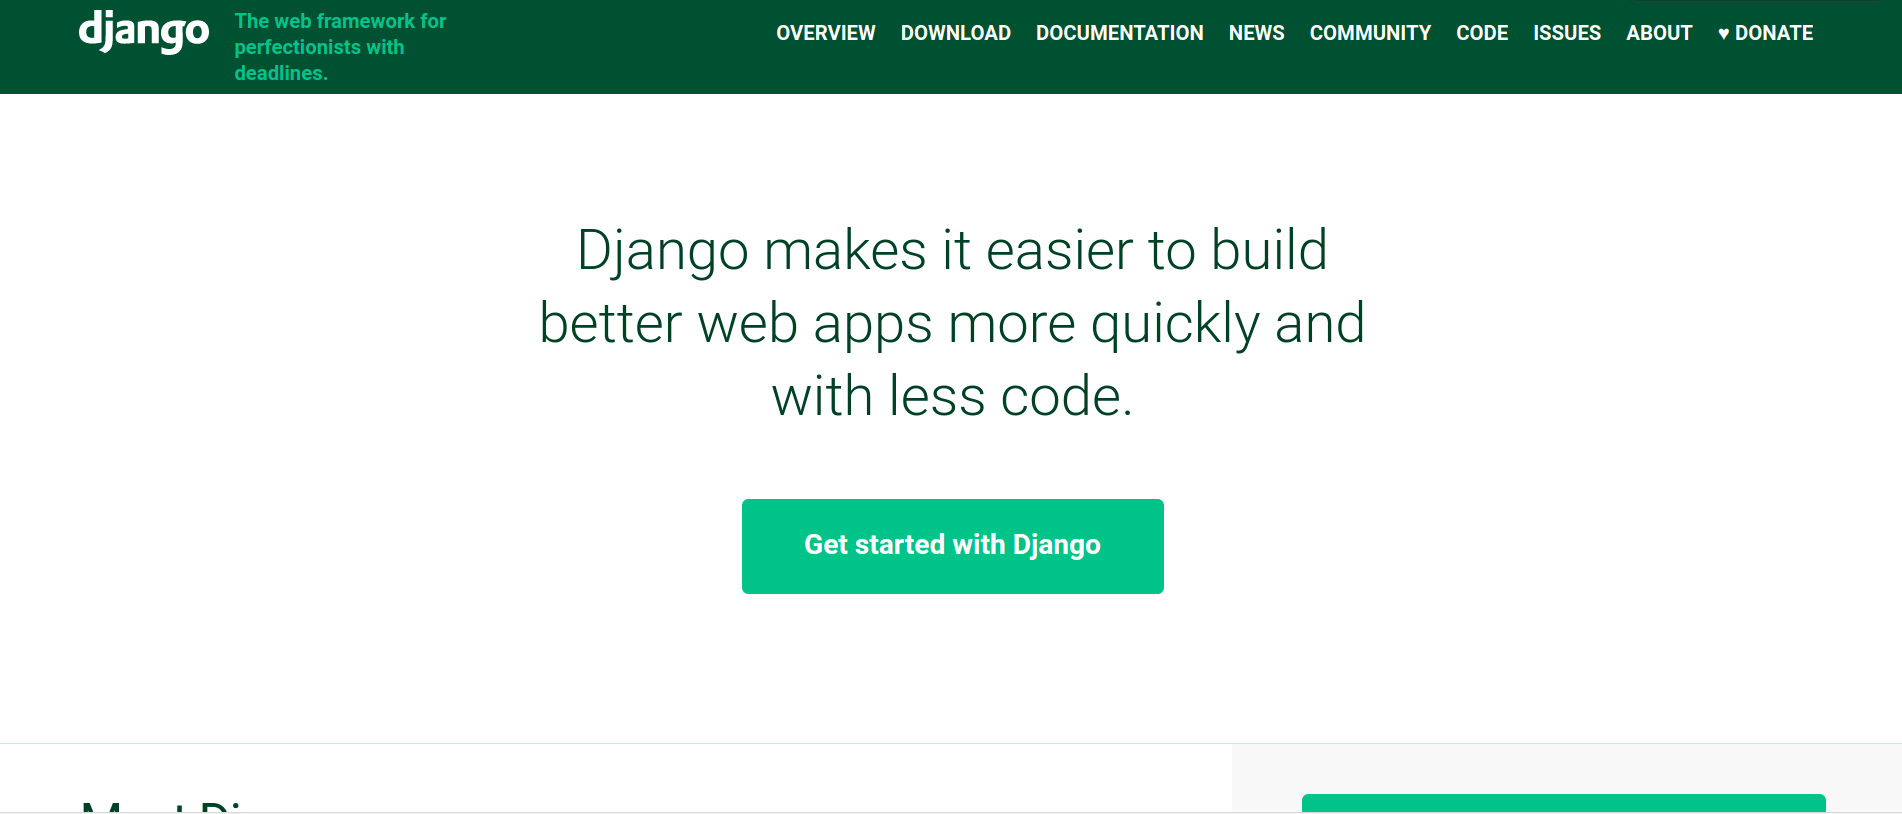 django
The web framework for
perfectionists with
deadlines.
OVERVIEW DOWNLOAD DOCUMENTATION NEWS COMMUNITY CODE ISSUES ABOUT ♥ DONATE
Django makes it easier to build
better web apps more quickly and
with less code.
Get started with Django